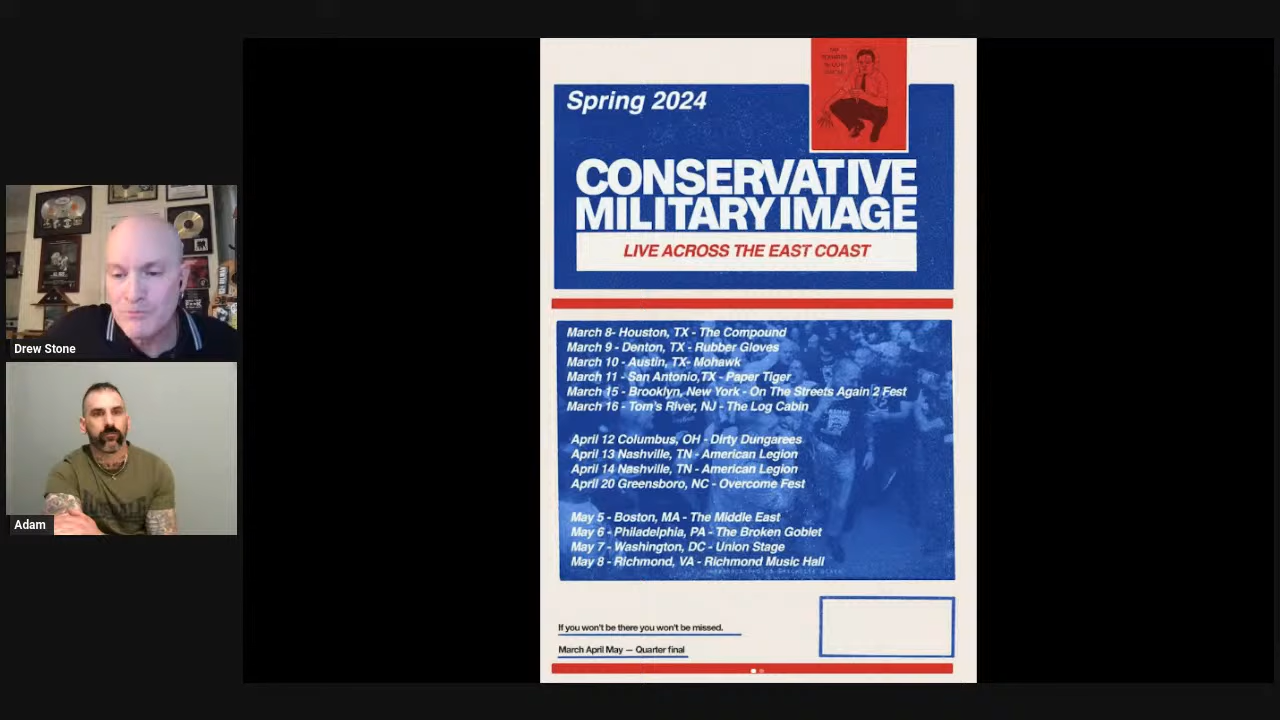 Spring 2024
CONSERVATIVE
MILITARY IMAGE
LIVE ACROSS THE EAST COAST
March 8- Houston, TX - The Compound
March 9 - Denton, TX - Rubber Gloves
March 10 - Austin, TX- Mohawk
March 11 - San Antonio,TX - Paper Tiger
March 15 - Brooklyn, New York - On The Streets Again 2 Fest
March 16 - Tom's River, NJ - The Log Cabin
April 12 Columbus, OH - Dirty Dungarees
April 13 Nashville, TN - American Legion
April 14 Nashville, TN - American Legion
April 20 Greensboro, NC - Overcome Fest
May 5 - Boston, MA - The Middle East
May 6 - Philadelphia, PA - The Broken Goblet
May 7 - Washington, DC - Union Stage
May 8 - Richmond, VA - Richmond Music Hall
If you won't be there you won't be missed.
March April May — Quarter final
Drew Stone
Adam